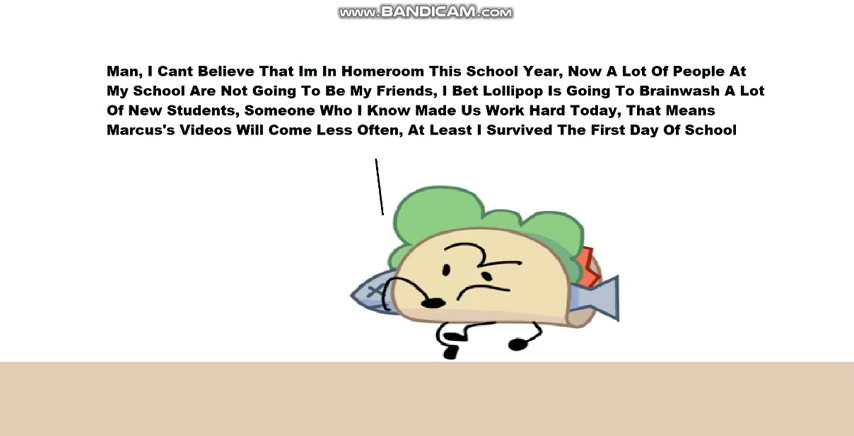 www.BANDICAM.com
Man, I Cant Believe That Im In Homeroom This School Year, Now A Lot Of People At
My School Are Not Going To Be My Friends, I Bet Lollipop Is Going To Brainwash A Lot
Of New Students, Someone Who I Know Made Us Work Hard Today, That Means
Marcus's Videos Will Come Less Often, At Least I Survived The First Day Of School